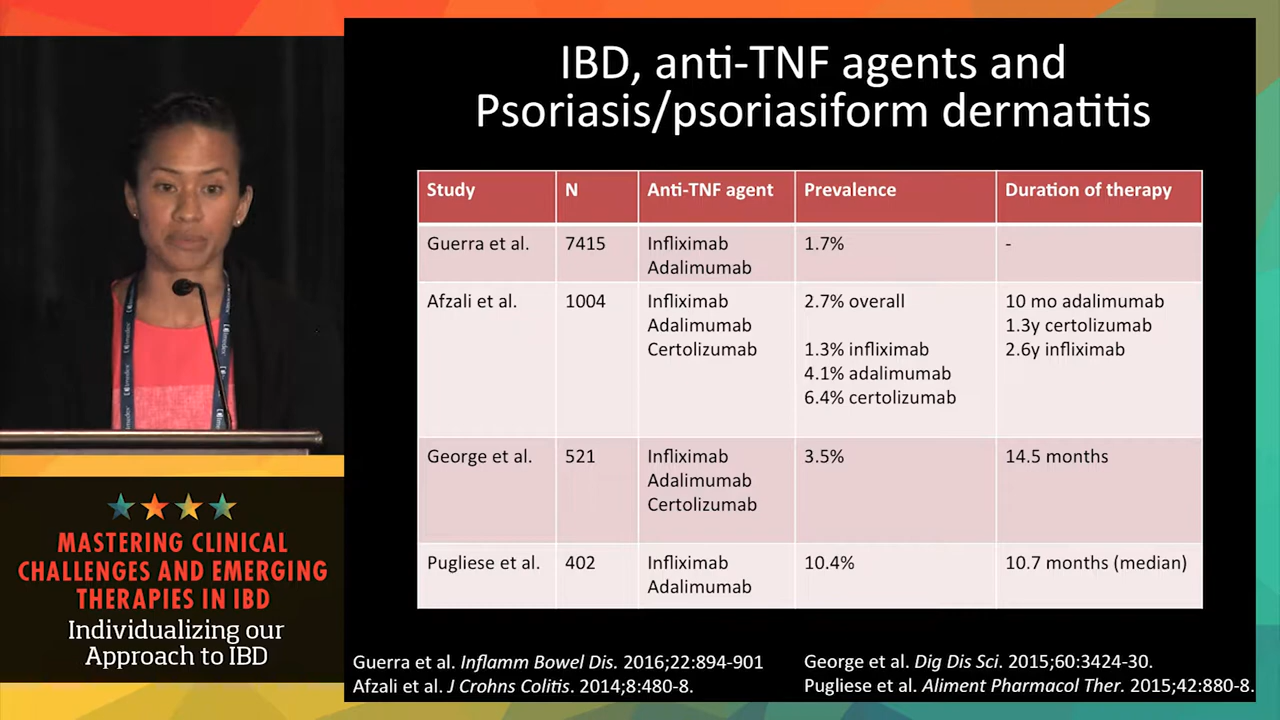 IBD, anti-TNF agents and
Psoriasis/psoriasiform dermatitis
Study N Anti-TNF agent Prevalence Duration of therapy
Guerra et al. 7415 Infliximab 1.7% -
Adalimumab
Afzali et al. 1004 Infliximab 2.7% overall 10 mo adalimumab
Adalimumab 1.3y certolizumab
Certolizumab 1.3% infliximab 2.6y infliximab
4.1% adalimumab
6.4% certolizumab
George et al. 521 Infliximab 3.5% 14.5 months
Adalimumab
Certolizumab
Pugliese et al. 402 Infliximab 10.4% 10.7 months (median)
Adalimumab
Guerra et al. Inflamm Bowel Dis. 2016;22:894-901
Afzali et al. J Crohns Colitis. 2014;8:480-8.
George et al. Dig Dis Sci. 2015;60:3424-30.
Pugliese et al. Aliment Pharmacol Ther. 2015;42:880-8.
MASTERING CLINICAL
CHALLENGES AND EMERGING
THERAPIES IN IBD
Individualizing our
Approach to IBD